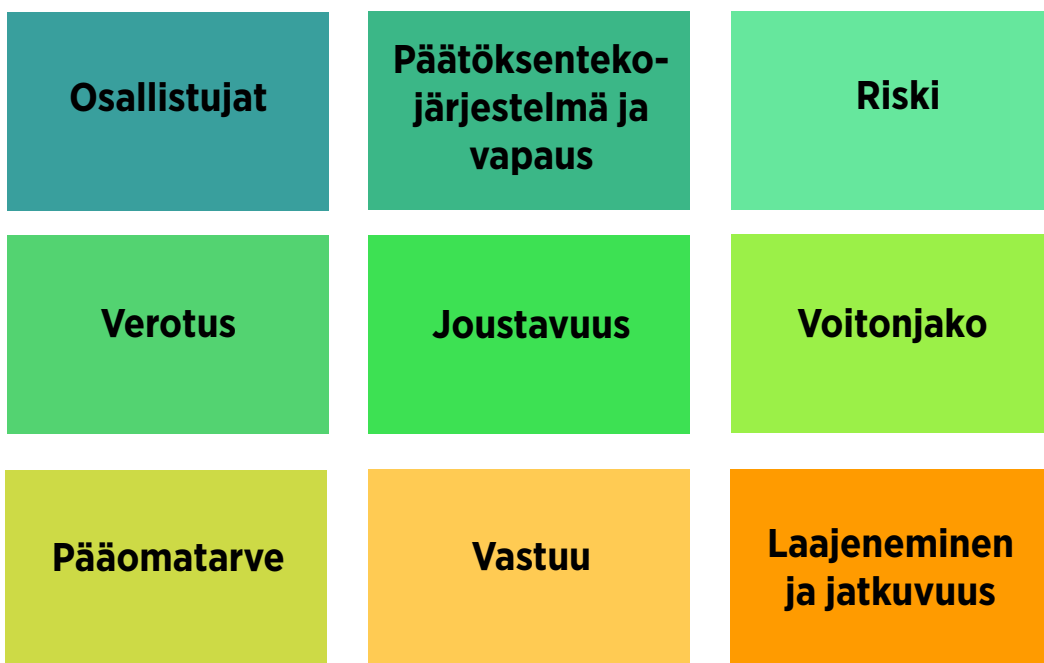 Osallistujat
Päätöksenteko-
järjestelmä ja
vapaus
Riski
Verotus
Joustavuus
Voitonjako
Pääomatarve
Vastuu
Laajeneminen
ja jatkuvuus